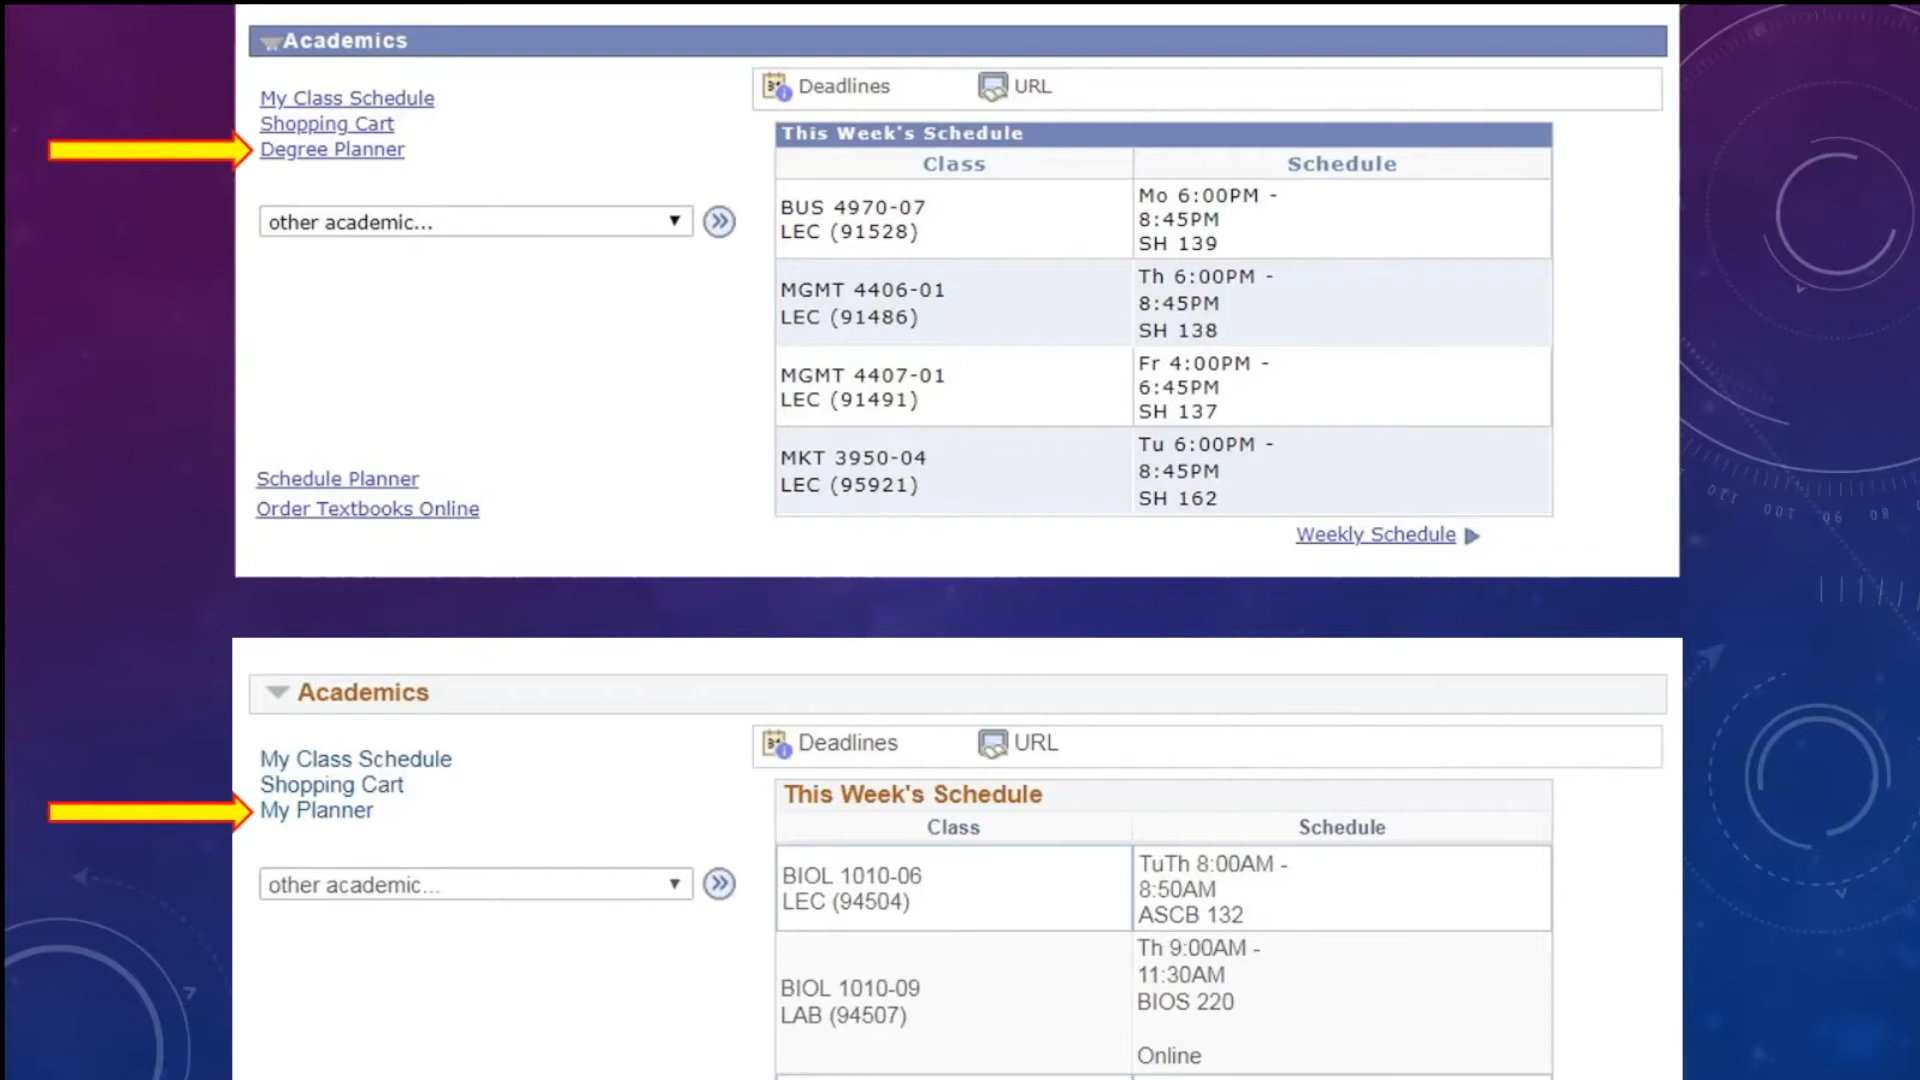 Academics
My Class Schedule
Shopping Cart
Degree Planner
other academic...
Schedule Planner
Order Textbooks Online
Deadlines
URL
This Week's Schedule
Class
Schedule
BUS 4970-07
LEC (91528)
Mo 6:00PM -
8:45PM
SH 139
MGMT 4406-01
LEC (91486)
Th 6:00PM -
8:45PM
SH 138
MGMT 4407-01
LEC (91491)
Fr 4:00PM -
6:45PM
SH 137
MKT 3950-04
LEC (95921)
Tu 6:00PM -
8:45PM
SH 162
Weekly Schedule
Academics
My Class Schedule
Shopping Cart
My Planner
other academic...
Deadlines
URL
This Week's Schedule
Class
Schedule
BIOL 1010-06
LEC (94504)
TuTh 8:00AM -
8:50AM
ASCB 132
BIOL 1010-09
LAB (94507)
Th 9:00AM -
11:30AM
BIOS 220
Online